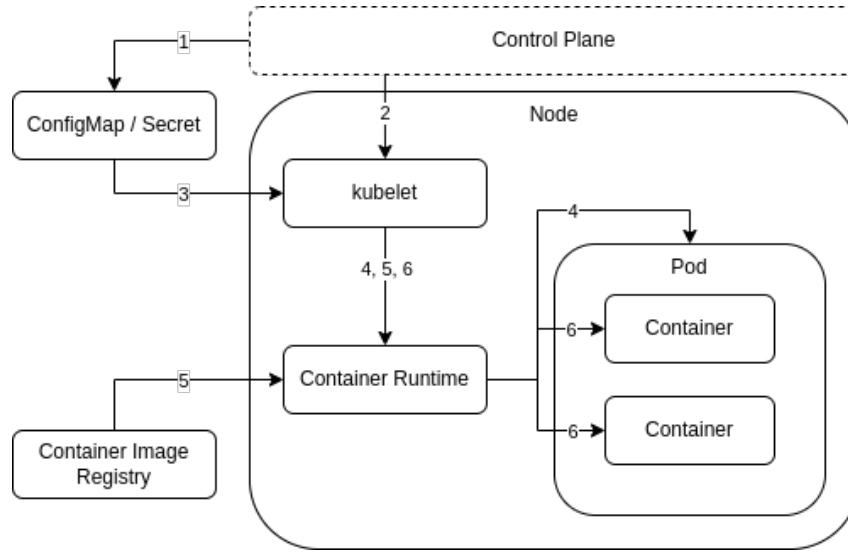 Control Plane
1
ConfigMap / Secret
2
Node
3
kubelet
4
4, 5, 6
Pod
6
Container
5
Container Runtime
6
Container
Container Image
Registry